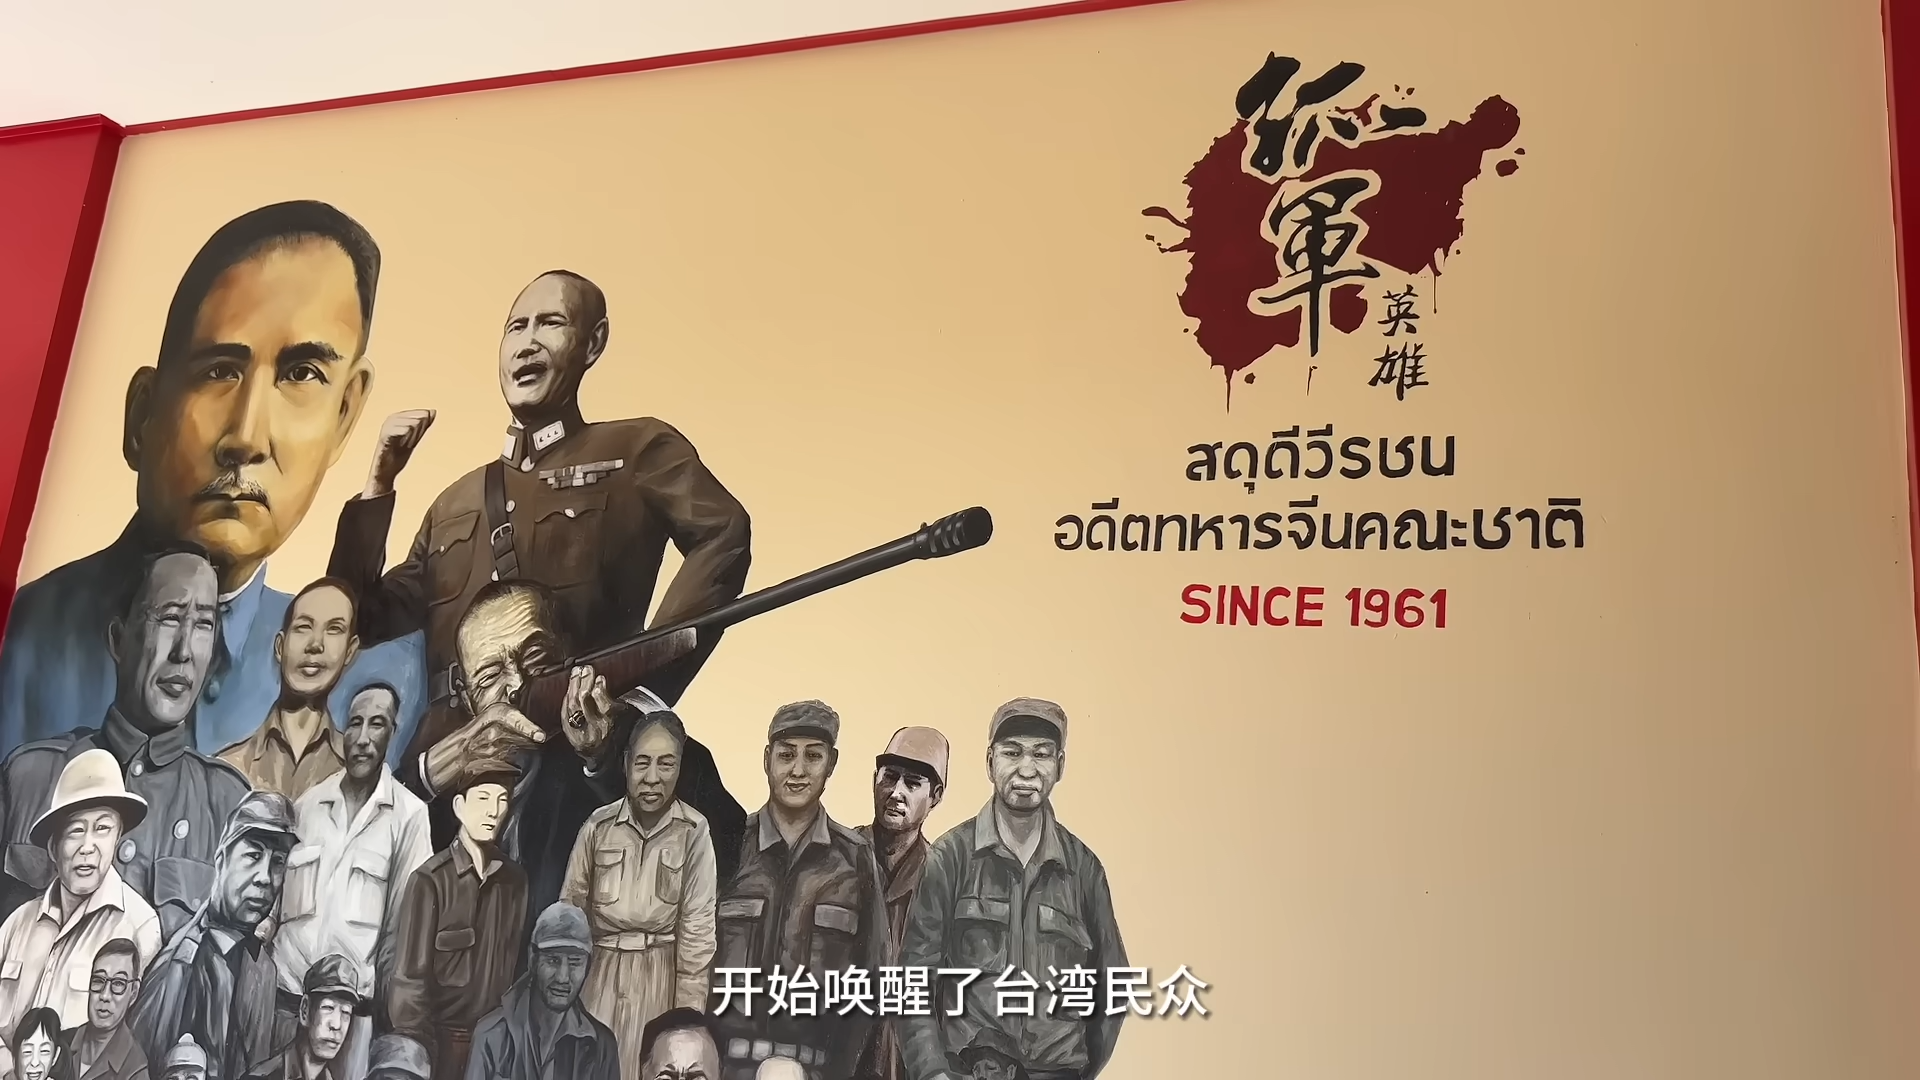 孤
軍
英
雄
สดุดีวีรชน
อดีตทหารจีนคณะชาติ
SINCE 1961
开始唤醒了台湾民众